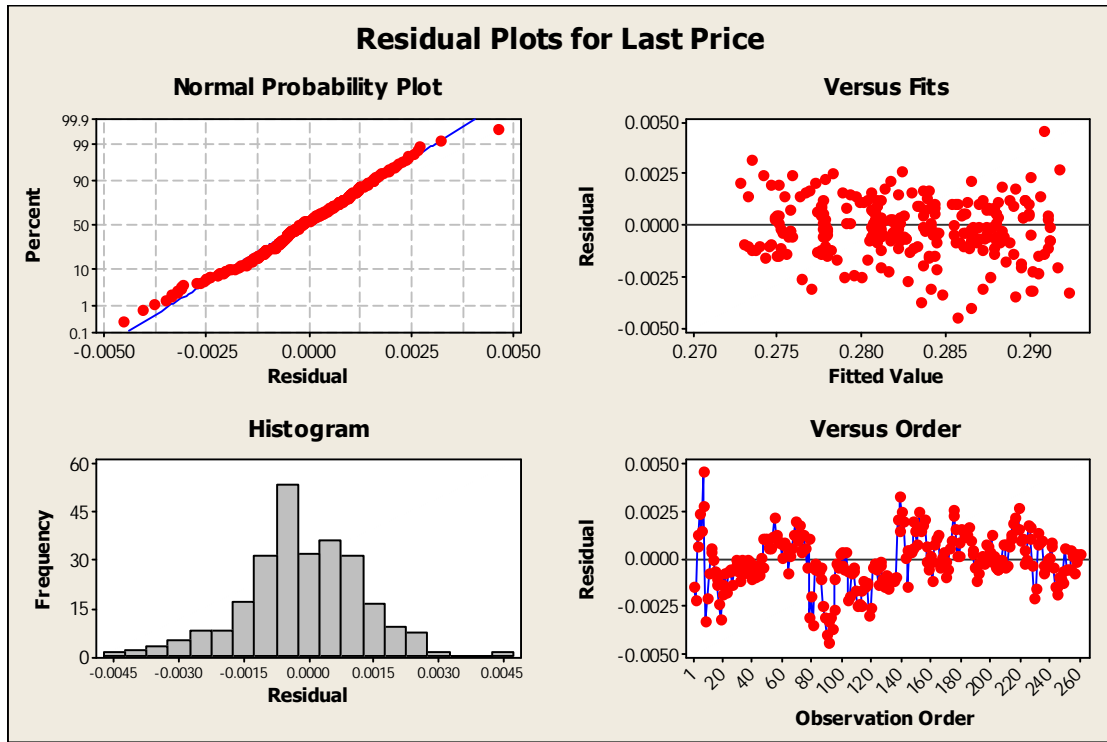 Residual Plots for Last Price
Normal Probability Plot
99.9
99
90
50
10
1
0.1
Percent
-0.0050 -0.0025 0.0000 0.0025 0.0050
Residual
Versus Fits
0.0050
0.0025
0.0000
-0.0025
-0.0050
Residual
0.270 0.275 0.280 0.285 0.290
Fitted Value
Histogram
60
45
30
15
0
Frequency
-0.0045 -0.0030 -0.0015 0.0000 0.0015 0.0030 0.0045
Residual
Versus Order
0.0050
0.0025
0.0000
-0.0025
-0.0050
Residual
1 20 40 60 80 100 120 140 160 180 200 220 240 260
Observation Order